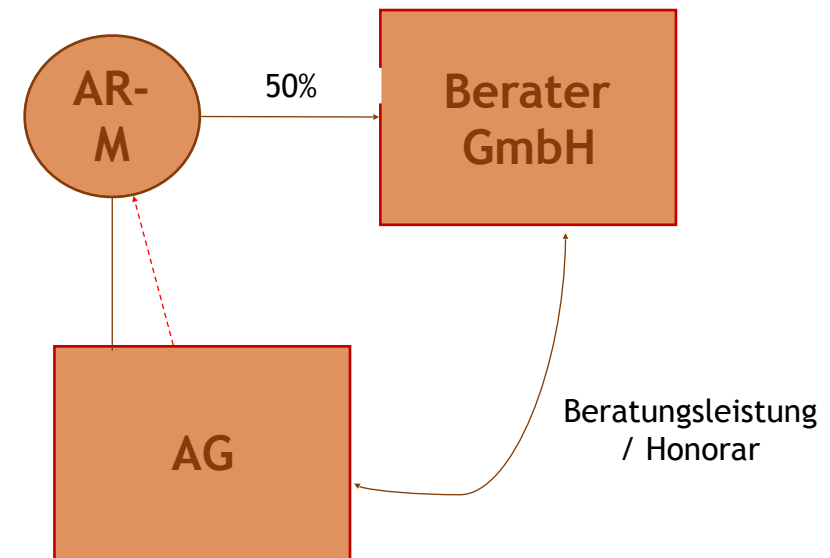 AR-
M
50%
Berater
GmbH
AG
Beratungsleistung
/ Honorar